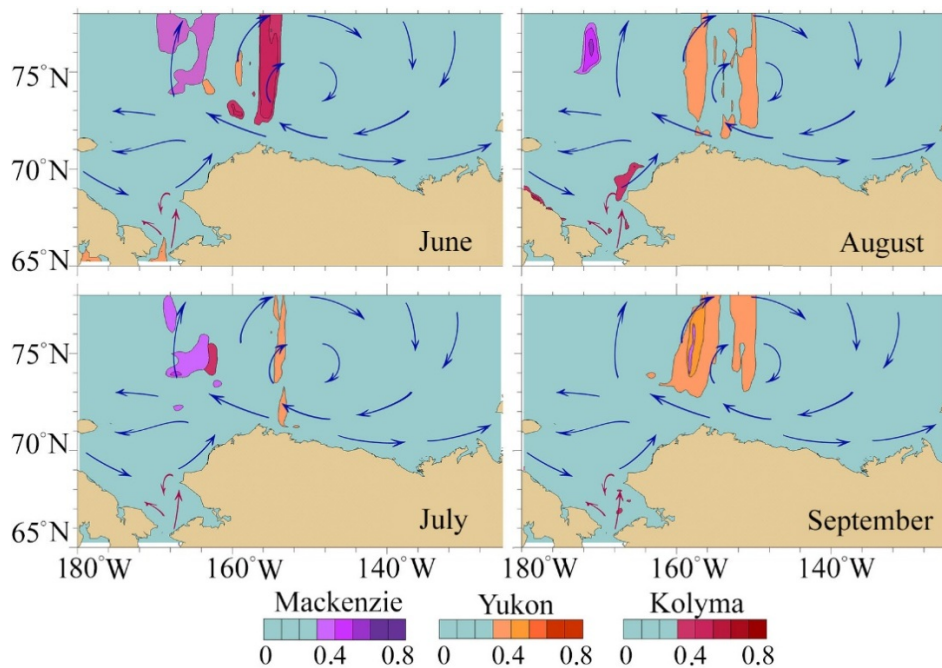 75°N
70°N
65°N
June
August
75°N
70°N
65°N
July
September
180°W 160°W 140°W 180°W 160°W 140°W
Mackenzie Yukon Kolyma
0 0.4 0.8 0 0.4 0.8 0 0.4 0.8